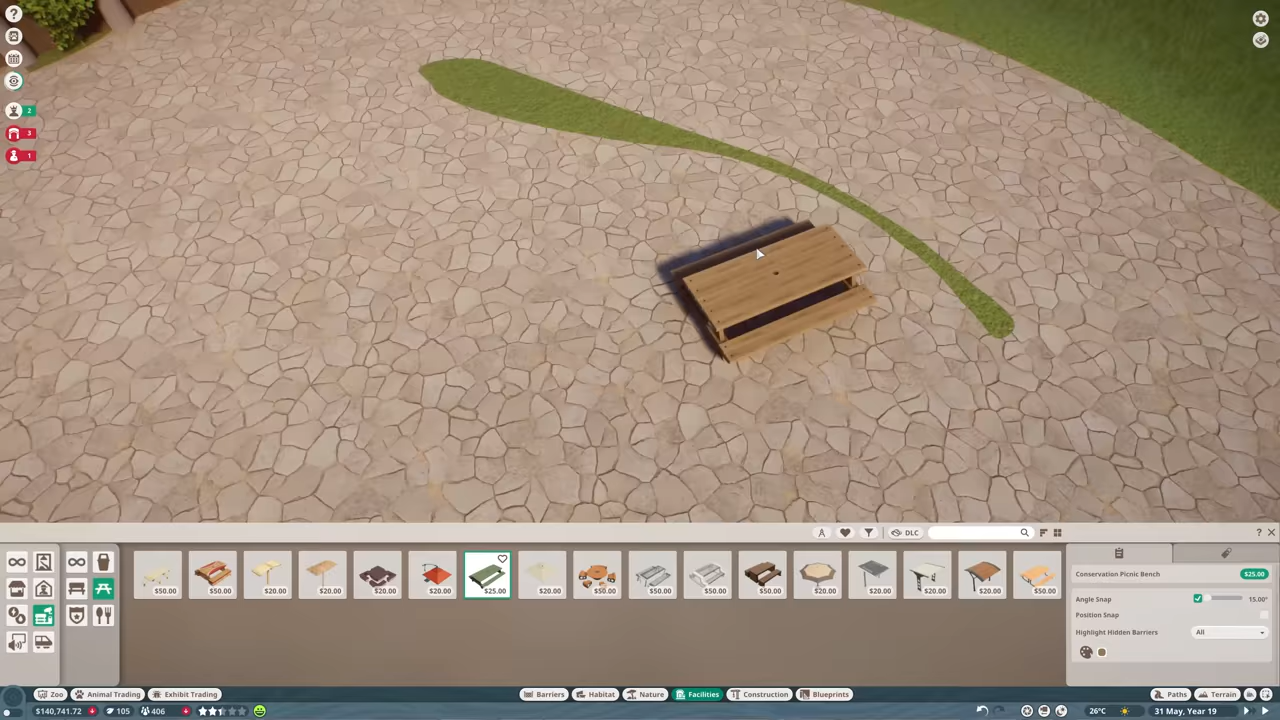 ?
2
3
1
DLC
? ×
$50.00 $50.00 $20.00 $20.00 $20.00 $20.00 $25.00 $20.00 $50.00 $50.00 $50.00 $50.00 $20.00 $20.00 $20.00 $20.00 $50.00
Conservation Picnic Bench $25.00
Angle Snap 15.00°
Position Snap
Highlight Hidden Barriers All
Zoo Animal Trading Exhibit Trading Barriers Habitat Nature Facilities Construction Blueprints Paths Terrain
$140,741.72 105 406 26°C 31 May, Year 19